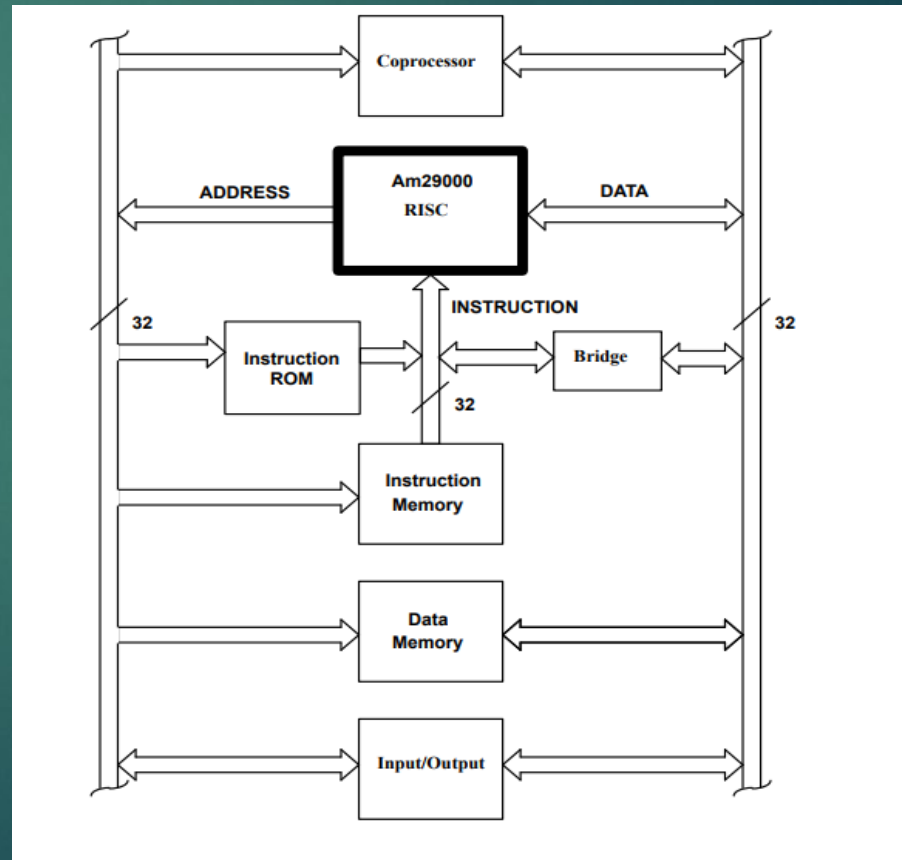 Coprocessor
Am29000
RISC
ADDRESS
DATA
INSTRUCTION
32
32
Instruction
ROM
Bridge
32
Instruction
Memory
Data
Memory
Input/Output